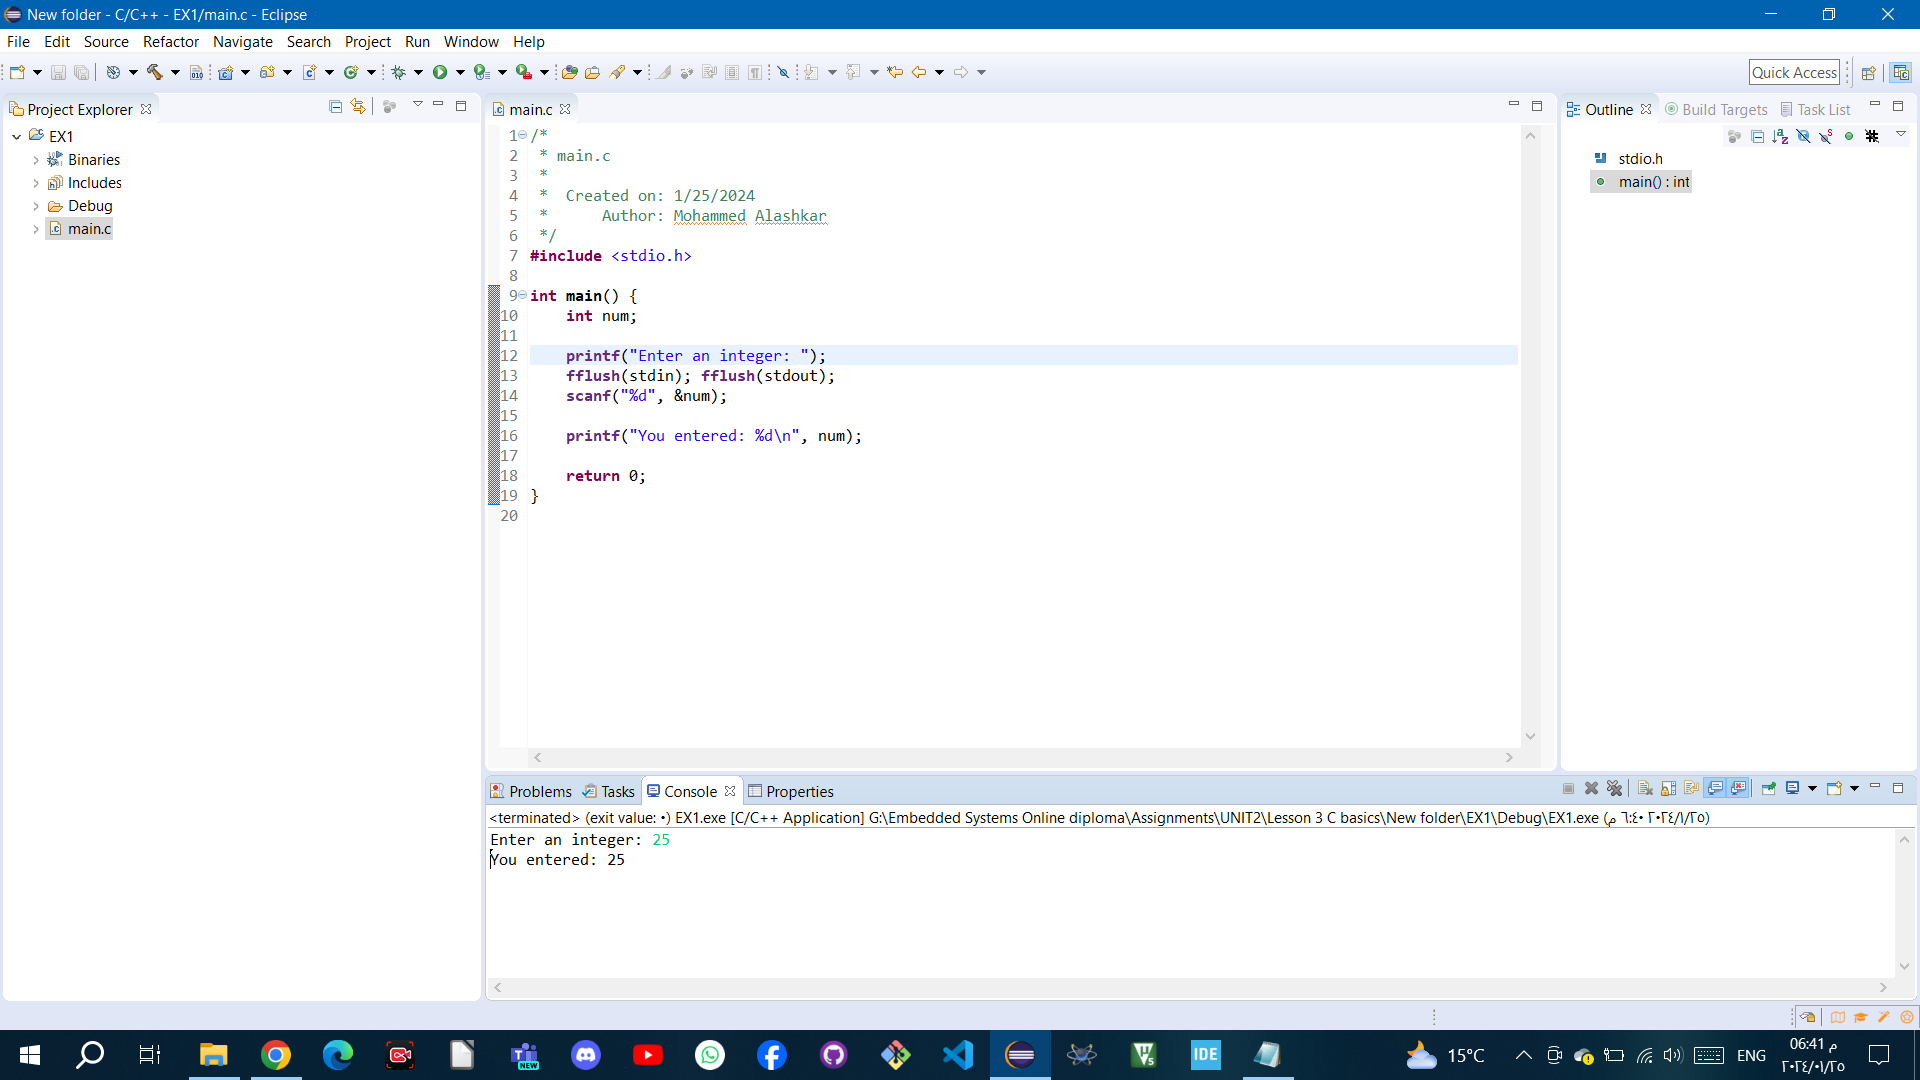 New folder - C/C++ - EX1/main.c - Eclipse
File Edit Source Refactor Navigate Search Project Run Window Help
Quick Access
Project Explorer
EX1
Binaries
Includes
Debug
main.c
main.c
1 /*
2  * main.c
3  *
4  *  Created on: 1/25/2024
5  *      Author: Mohammed Alashkar
6  */
7 #include <stdio.h>
8
9 int main() {
10     int num;
11
12     printf("Enter an integer: ");
13     fflush(stdin); fflush(stdout);
14     scanf("%d", &num);
15
16     printf("You entered: %d\n", num);
17
18     return 0;
19 }
20
Outline Build Targets Task List
stdio.h
main() : int
Problems Tasks Console Properties
<terminated> (exit value: ٠) EX1.exe [C/C++ Application] G:\Embedded Systems Online diploma\Assignments\UNIT2\Lesson 3 C basics\New folder\EX1\Debug\EX1.exe (٢٠٢٤/١/٢٥ ٦:٤٠ م)
Enter an integer: 25
You entered: 25
NEW
IDE
15°C
ENG
06:41 م
٢٠٢٤/٠١/٢٥